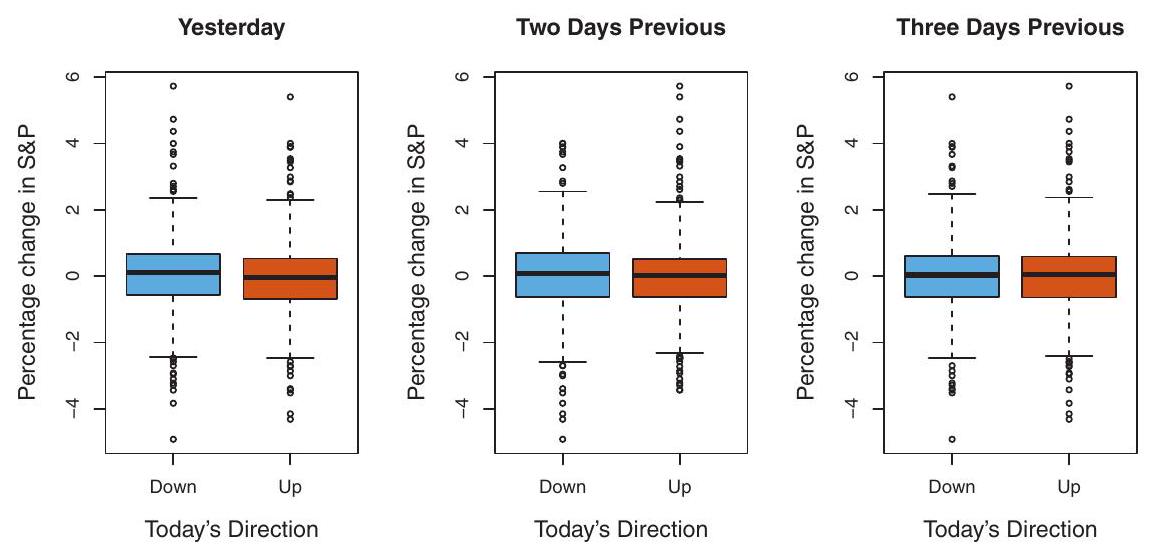 Yesterday
Percentage change in S&P
6
4
2
0
−2
−4
Down
Up
Today’s Direction
Two Days Previous
Percentage change in S&P
6
4
2
0
−2
−4
Down
Up
Today’s Direction
Three Days Previous
Percentage change in S&P
6
4
2
0
−2
−4
Down
Up
Today’s Direction